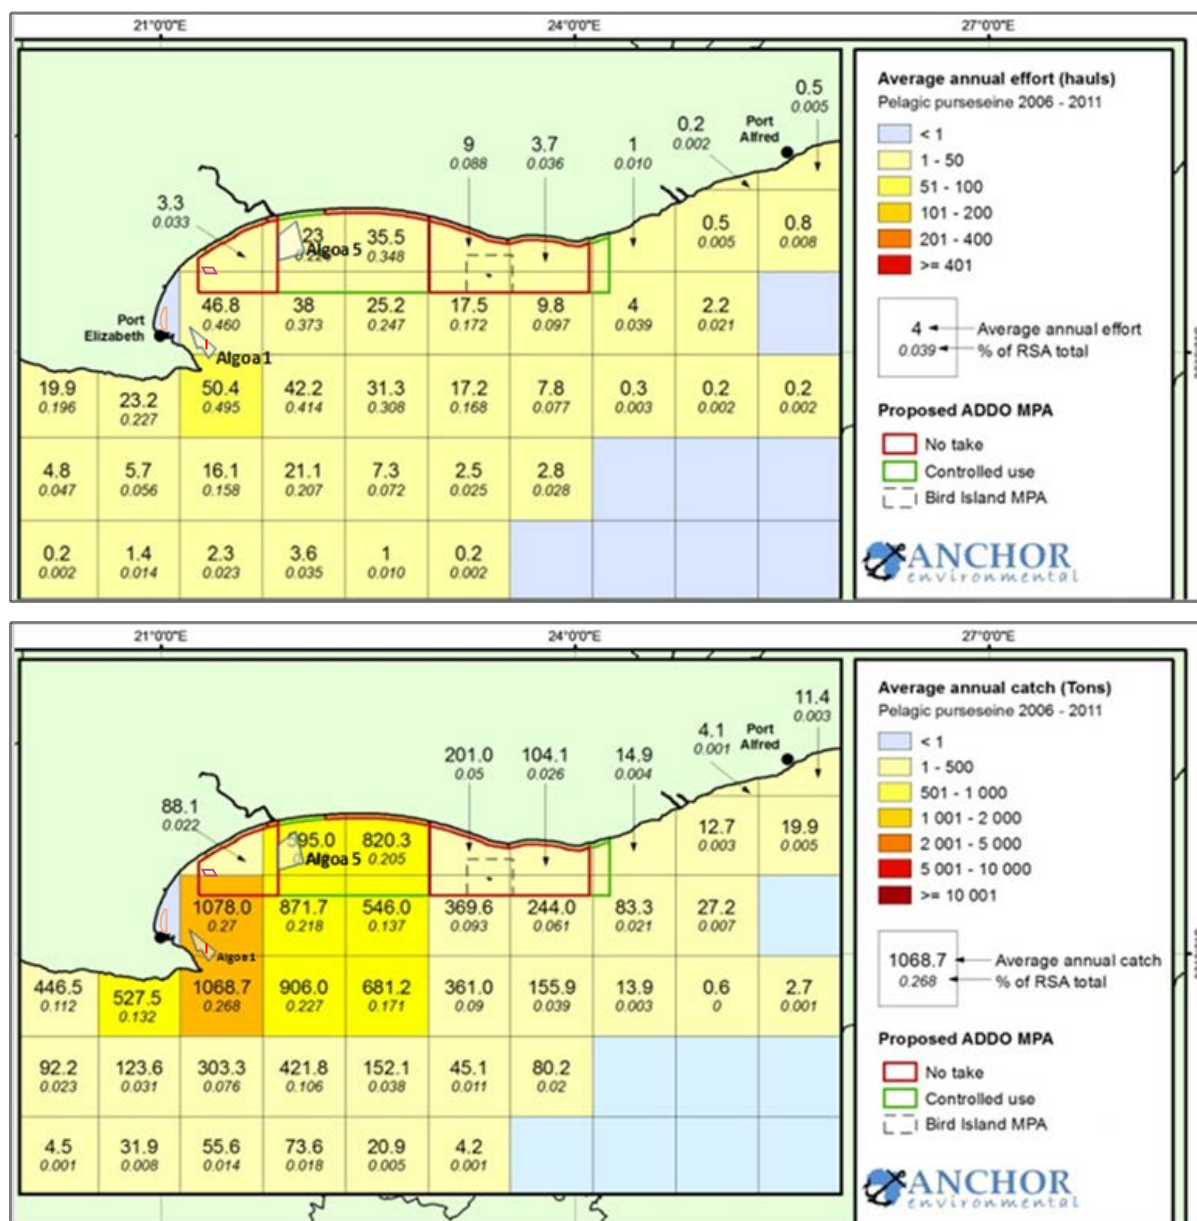 21°0'0"E 24°0'0"E 27°0'0"E
0.5
0.005
Port
Alfred
0.2
0.002
9
0.088
3.7
0.036
1
0.010
3.3
0.033
23
35.5
0.348
Algoa 5
0.5
0.005
0.8
0.008
Port
Elizabeth
46.8 38 25.2 17.5 9.8 4 2.2
0.460 0.373 0.247 0.172 0.097 0.039 0.021
Algoa 1
19.9 23.2 50.4 42.2 31.3 17.2 7.8 0.3 0.2 0.2
0.196 0.227 0.495 0.414 0.308 0.168 0.077 0.003 0.002 0.002
4.8 5.7 16.1 21.1 7.3 2.5 2.8
0.047 0.056 0.158 0.207 0.072 0.025 0.028
0.2 1.4 2.3 3.6 1 0.2
0.002 0.014 0.023 0.035 0.010 0.002
Average annual effort (hauls)
Pelagic purseseine 2006 - 2011
< 1
1 - 50
51 - 100
101 - 200
201 - 400
>= 401
4 Average annual effort
0.039 % of RSA total
Proposed ADDO MPA
No take
Controlled use
Bird Island MPA
ANCHOR
environmental
21°0'0"E 24°0'0"E 27°0'0"E
11.4
0.003
4.1
0.001
Port
Alfred
201.0 104.1 14.9
0.05 0.026 0.004
88.1
0.022
95.0 820.3
0.205
Algoa 5
12.7 19.9
0.003 0.005
1078.0 871.7 546.0 369.6 244.0 83.3 27.2
0.27 0.218 0.137 0.093 0.061 0.021 0.007
Algoa 1
446.5 527.5 1068.7 906.0 681.2 361.0 155.9 13.9 0.6 2.7
0.112 0.132 0.268 0.227 0.171 0.09 0.039 0.003 0 0.001
92.2 123.6 303.3 421.8 152.1 45.1 80.2
0.023 0.031 0.076 0.106 0.038 0.011 0.02
4.5 31.9 55.6 73.6 20.9 4.2
0.001 0.008 0.014 0.018 0.005 0.001
Average annual catch (Tons)
Pelagic purseseine 2006 - 2011
< 1
1 - 500
501 - 1 000
1 001 - 2 000
2 001 - 5 000
5 001 - 10 000
>= 10 001
1068.7 Average annual catch
0.268 % of RSA total
Proposed ADDO MPA
No take
Controlled use
Bird Island MPA
ANCHOR
environmental